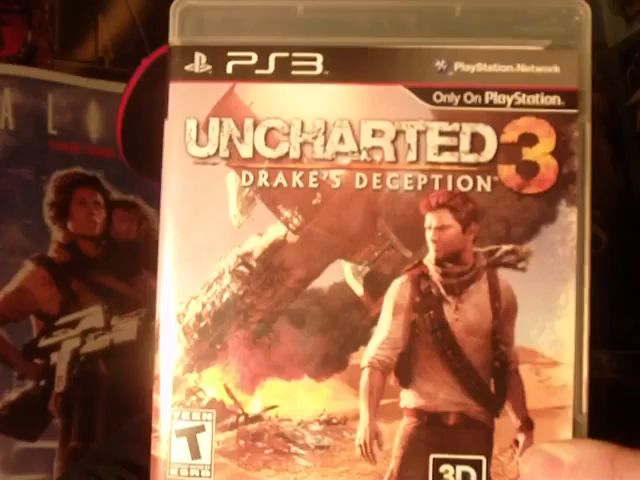 PS3
PlayStation Network
Only On PlayStation
UNCHARTED 3
DRAKE'S DECEPTION
A L I
TEEN
T
ESRB
3D